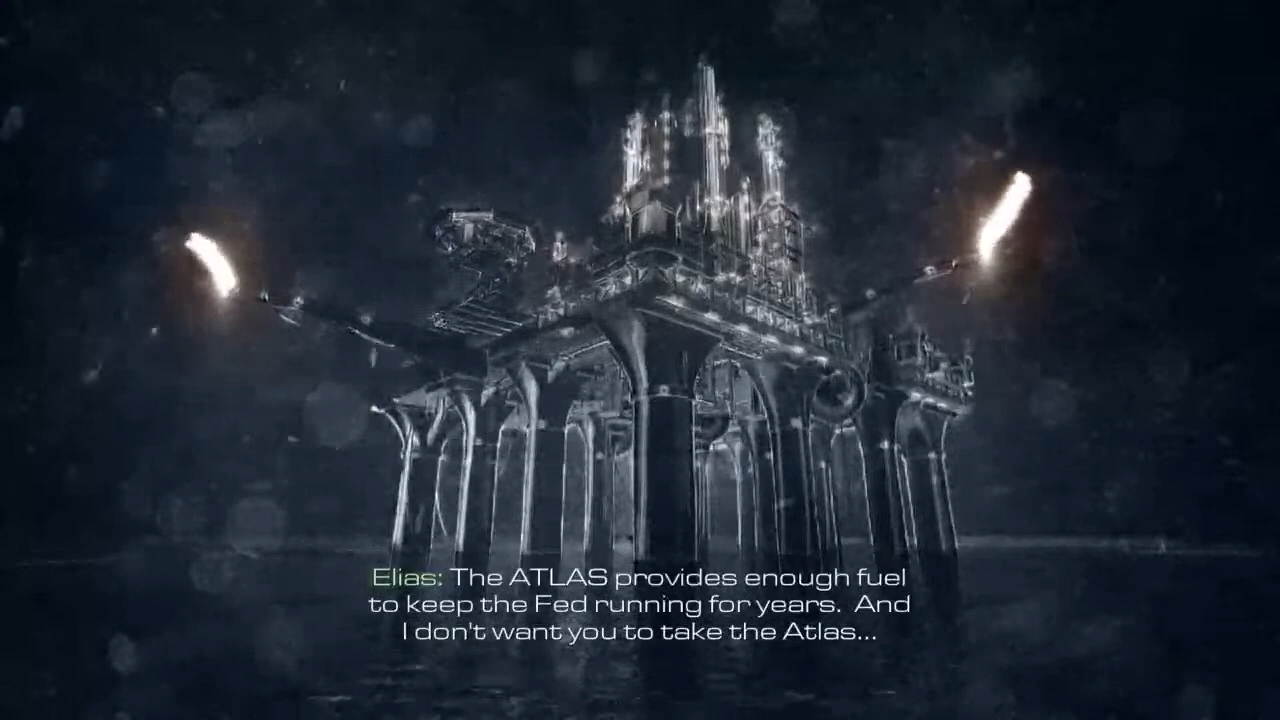 Elias: The ATLAS provides enough fuel
to keep the Fed running for years.  And
I don't want you to take the Atlas...